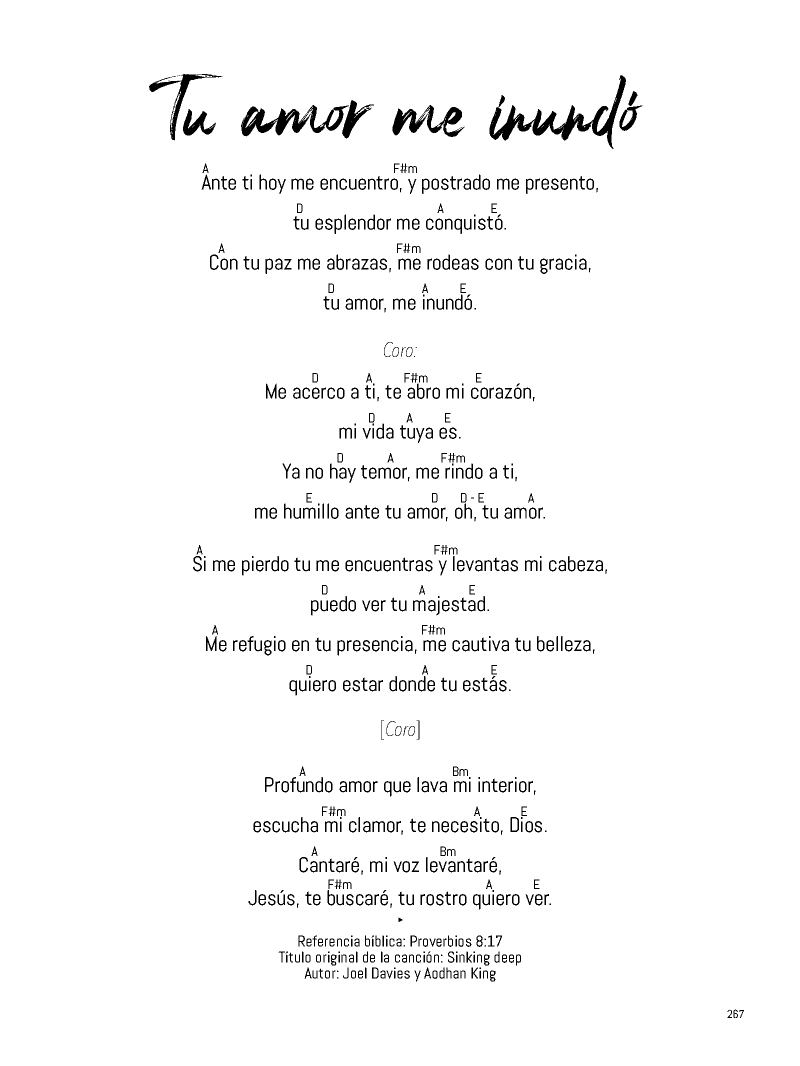 Tu amor me inundó
A F#m
Ante ti hoy me encuentro, y postrado me presento,
D A E
tu esplendor me conquistó.
A F#m
Con tu paz me abrazas, me rodeas con tu gracia,
D A E
tu amor, me inundó.
Coro:
D A F#m E
Me acerco a ti, te abro mi corazón,
D A E
mi vida tuya es.
D A F#m
Ya no hay temor, me rindo a ti,
E D D - E A
me humillo ante tu amor, oh, tu amor.
A F#m
Si me pierdo tu me encuentras y levantas mi cabeza,
D A E
puedo ver tu majestad.
A F#m
Me refugio en tu presencia, me cautiva tu belleza,
D A E
quiero estar donde tu estás.
[Coro]
A Bm
Profundo amor que lava mi interior,
F#m A E
escucha mi clamor, te necesito, Dios.
A Bm
Cantaré, mi voz levantaré,
F#m A E
Jesús, te buscaré, tu rostro quiero ver.
Referencia bíblica: Proverbios 8:17
Título original de la canción: Sinking deep
Autor: Joel Davies y Aodhan King
267